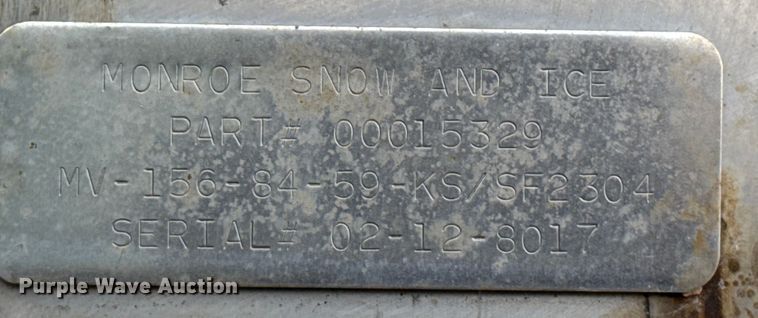 MONROE SNOW AND ICE
PART# 00015329
MV-156-84-59-KS/SF2304
SERIAL# 02-12-8017
Purple Wave Auction